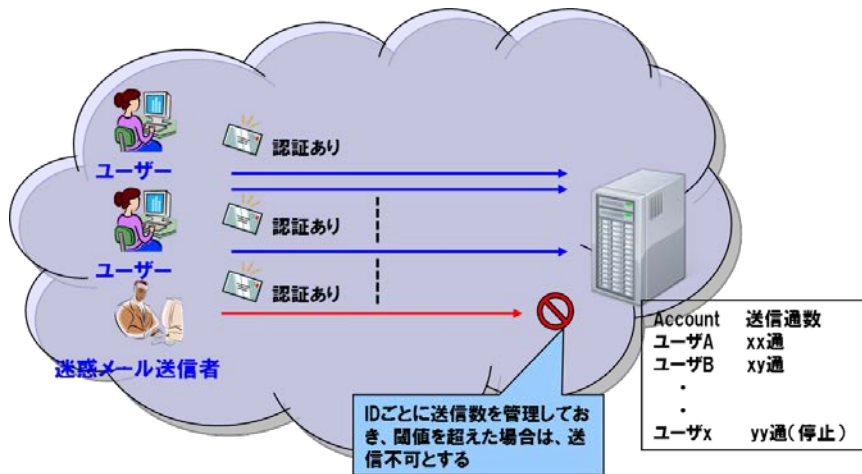 認証あり
ユーザー
認証あり
ユーザー
認証あり
迷惑メール送信者
Account 送信通数
ユーザA xx通
ユーザB xy通
・
・
ユーザx yy通(停止)
IDごとに送信数を管理してお
き、閾値を超えた場合は、送
信不可とする